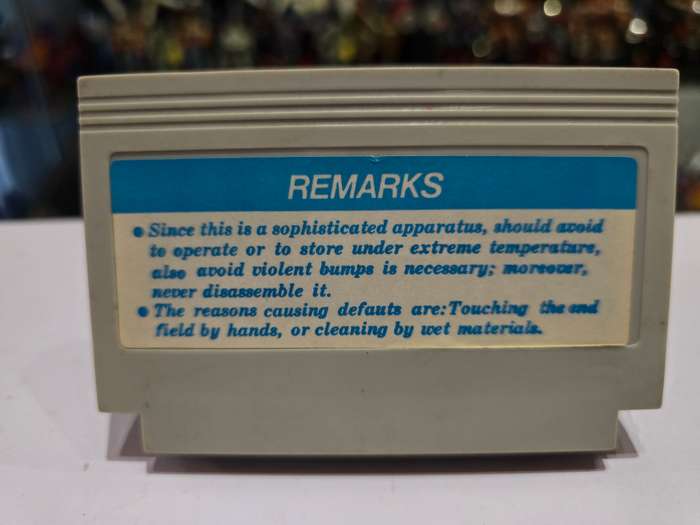 REMARKS
● Since this is a sophisticated apparatus, should avoid
to operate or to store under extreme temperature,
also avoid violent bumps is necessary; moreover,
never disassemble it.
● The reasons causing defauts are:Touching the end
field by hands, or cleaning by wet materials.